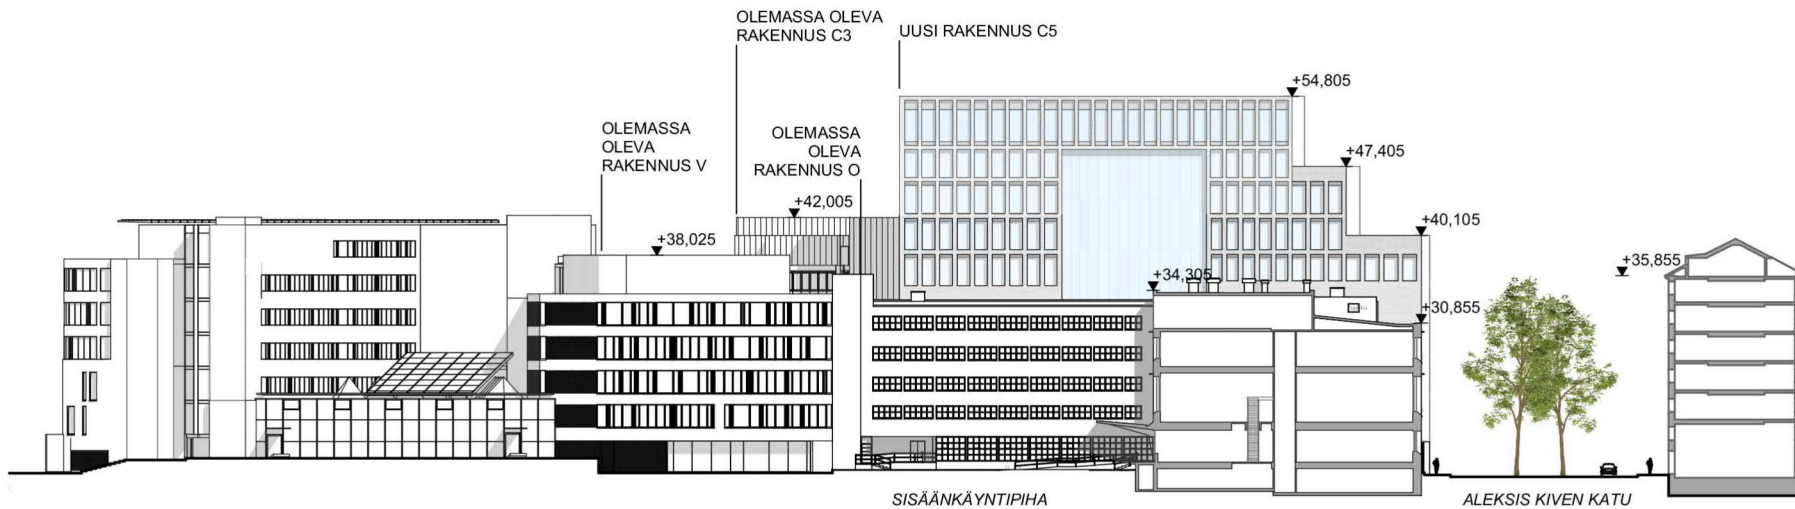 OLEMASSA OLEVA
RAKENNUS C3
UUSI RAKENNUS C5
+54,805
OLEMASSA
OLEVA
RAKENNUS V
OLEMASSA
OLEVA
RAKENNUS O
+47,405
+42,005
+40,105
+38,025
+35,855
+34,305
+30,855
SISÄÄNKÄYNTIPIHA
ALEKSIS KIVEN KATU